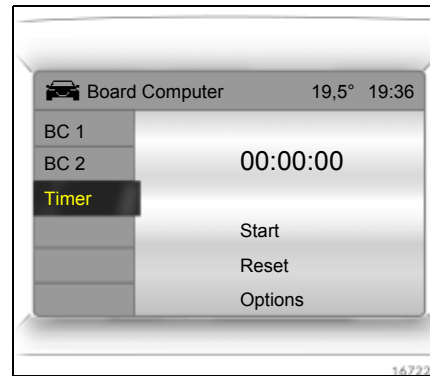 Board Computer 19,5° 19:36
BC 1
BC 2
00:00:00
Timer
Start
Reset
Options
16722